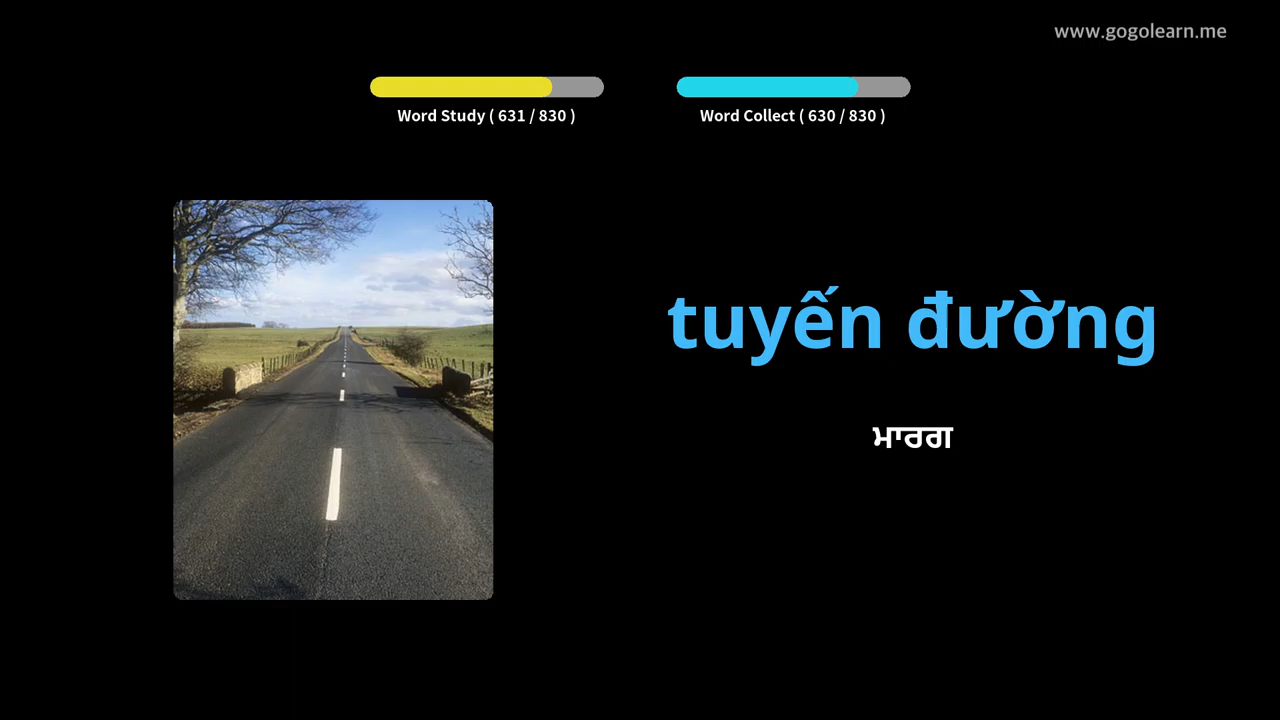 www.gogolearn.me
Word Study ( 631 / 830 )
Word Collect ( 630 / 830 )
tuyến đường
ਮਾਰਗ